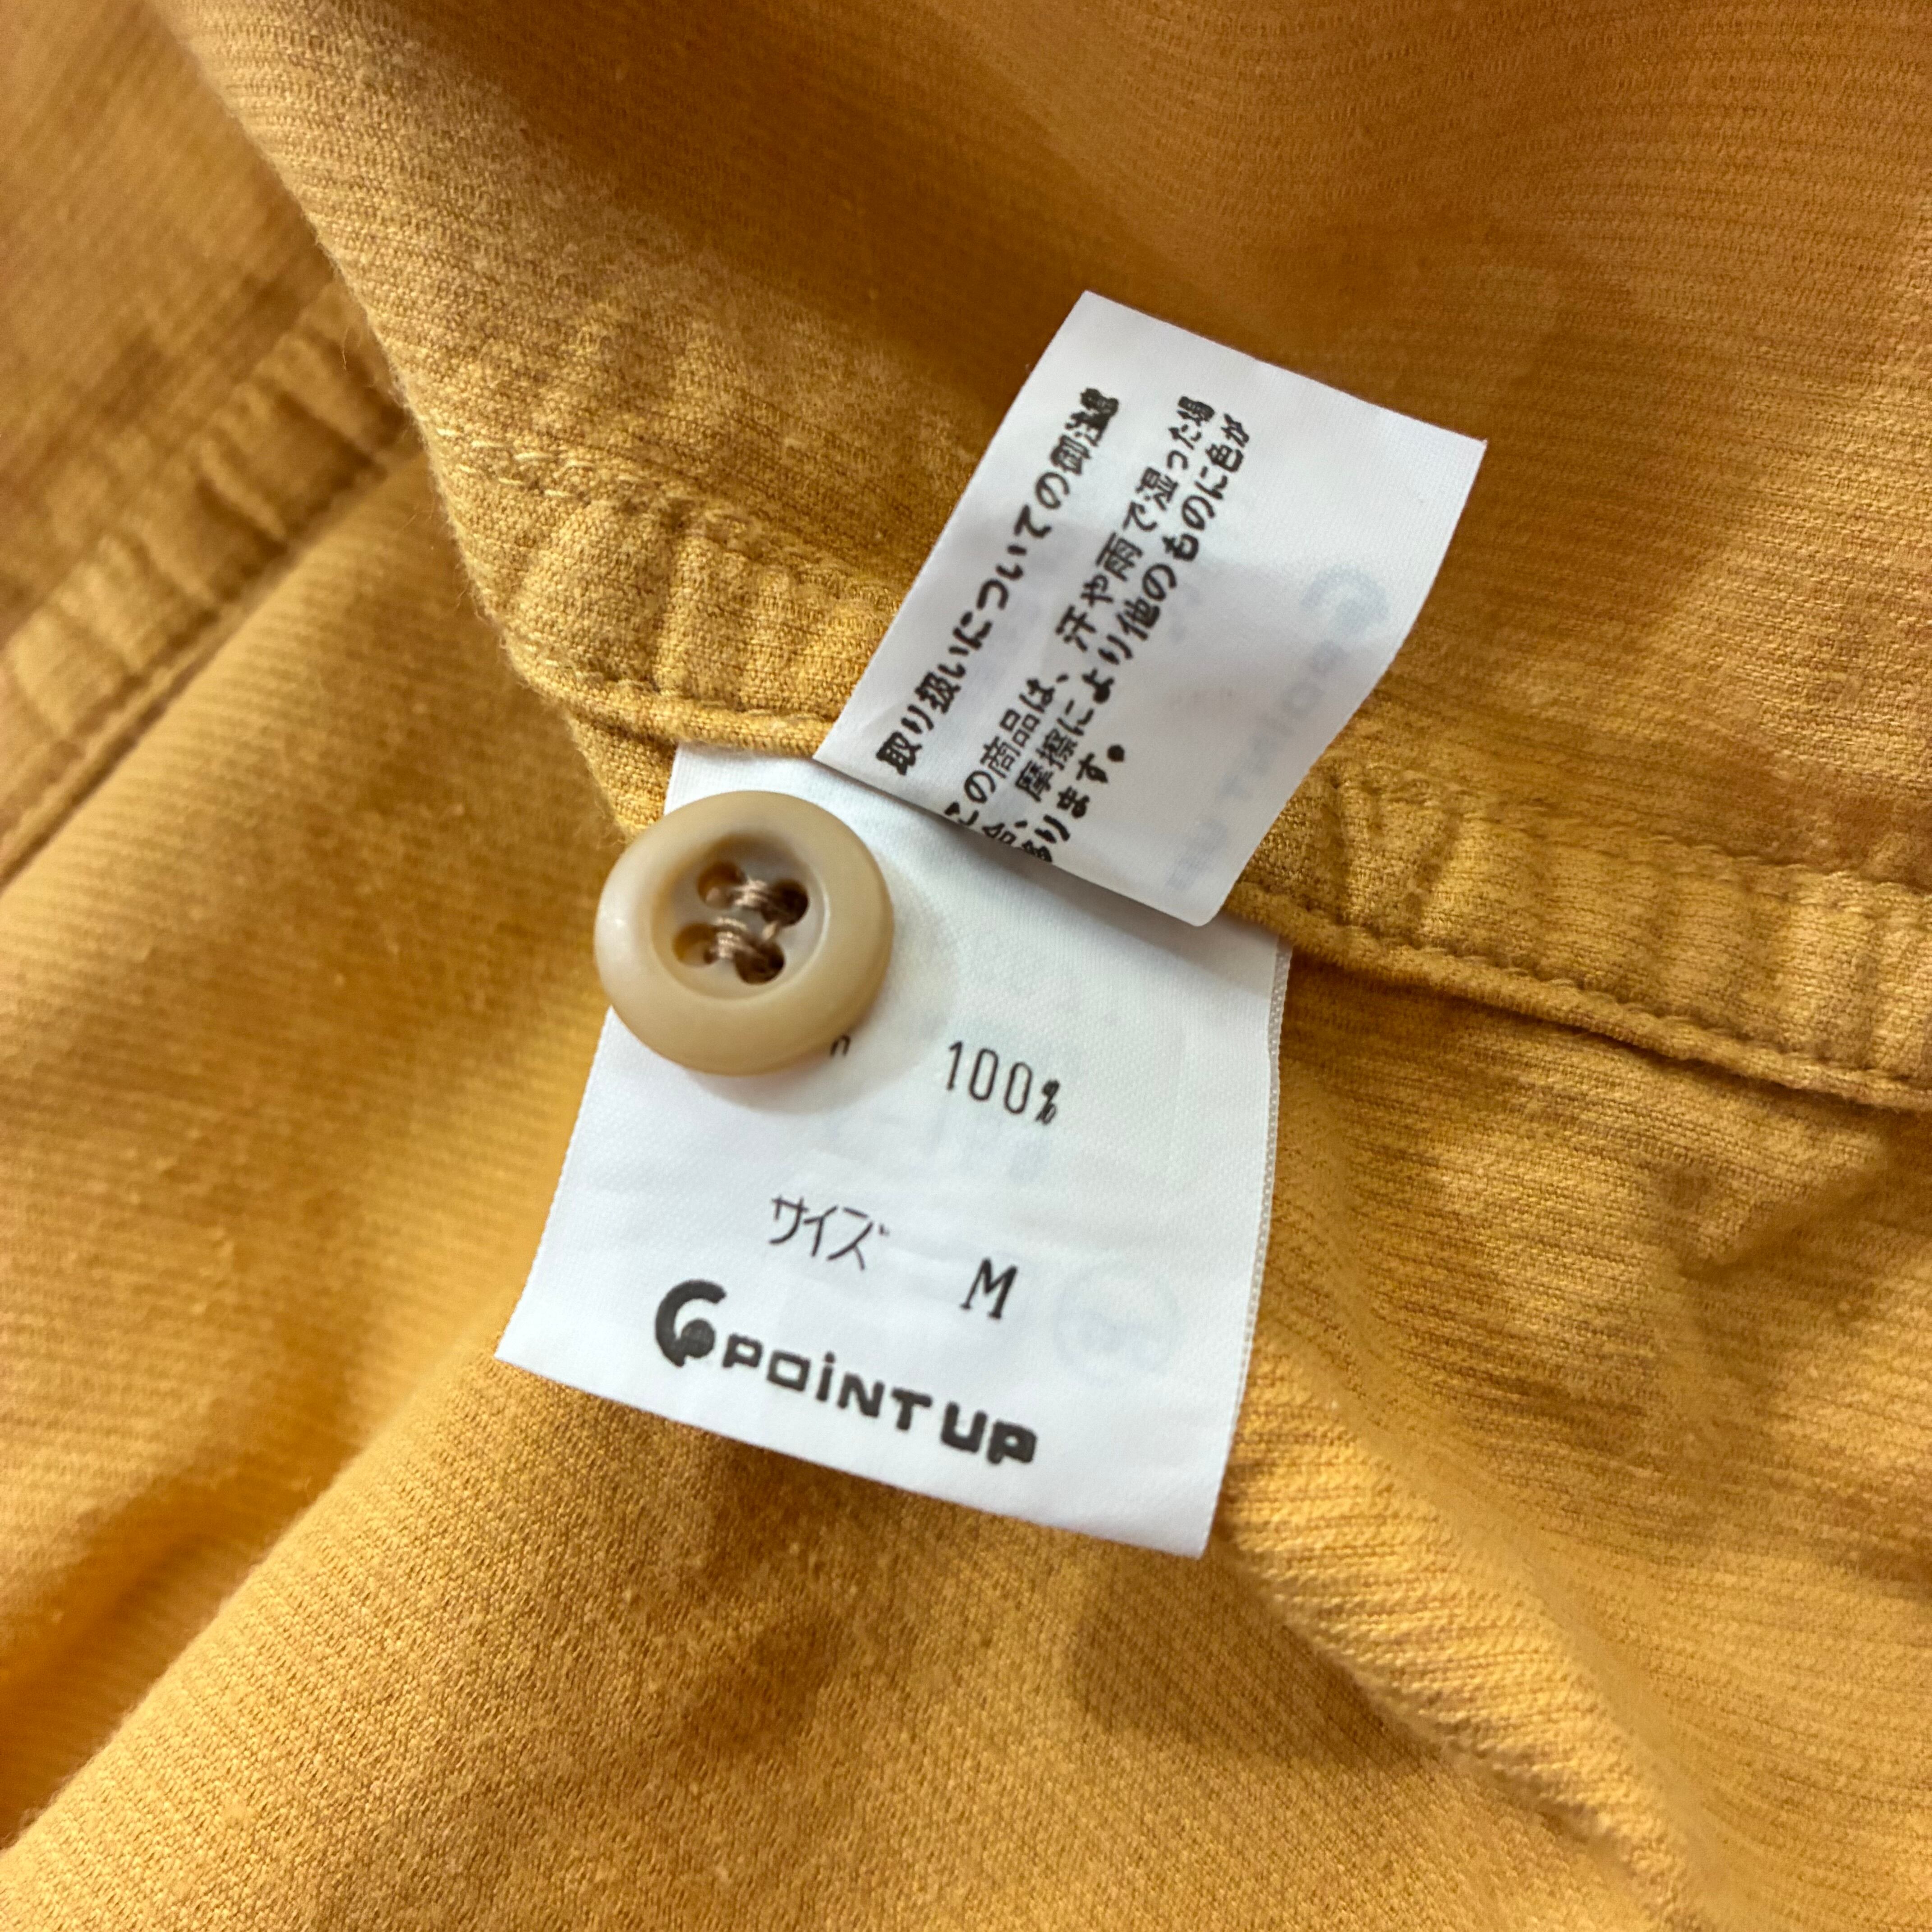 取り扱いについての御注意
この商品は、汗や雨で湿った場
合、摩擦により他のものに色が
移ります。
100%
サイズ M
POINT UP